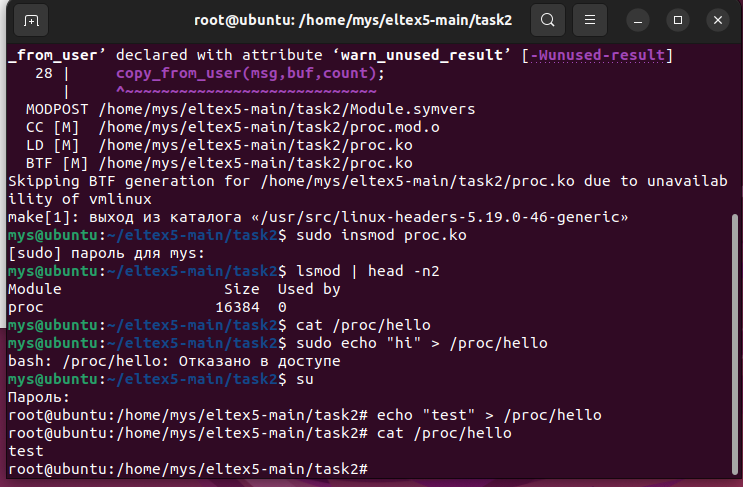 root@ubuntu: /home/mys/eltex5-main/task2
_from_user’ declared with attribute ‘warn_unused_result’ [-Wunused-result]
   28 |     copy_from_user(msg,buf,count);
      |     ^~~~~~~~~~~~~~~~~~~~~~~~~~~~~
  MODPOST /home/mys/eltex5-main/task2/Module.symvers
  CC [M]  /home/mys/eltex5-main/task2/proc.mod.o
  LD [M]  /home/mys/eltex5-main/task2/proc.ko
  BTF [M] /home/mys/eltex5-main/task2/proc.ko
Skipping BTF generation for /home/mys/eltex5-main/task2/proc.ko due to unavailab
ility of vmlinux
make[1]: выход из каталога «/usr/src/linux-headers-5.19.0-46-generic»
mys@ubuntu:~/eltex5-main/task2$ sudo insmod proc.ko
[sudo] пароль для mys:
mys@ubuntu:~/eltex5-main/task2$ lsmod | head -n2
Module                  Size  Used by
proc                   16384  0
mys@ubuntu:~/eltex5-main/task2$ cat /proc/hello
mys@ubuntu:~/eltex5-main/task2$ sudo echo "hi" > /proc/hello
bash: /proc/hello: Отказано в доступе
mys@ubuntu:~/eltex5-main/task2$ su
Пароль:
root@ubuntu:/home/mys/eltex5-main/task2# echo "test" > /proc/hello
root@ubuntu:/home/mys/eltex5-main/task2# cat /proc/hello
test
root@ubuntu:/home/mys/eltex5-main/task2#